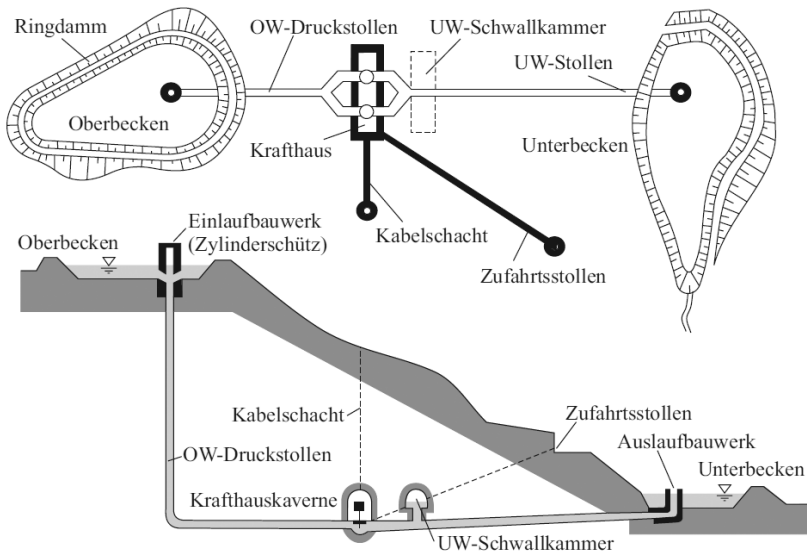 Ringdamm
OW-Druckstollen
UW-Schwallkammer
UW-Stollen
Oberbecken
Krafthaus
Unterbecken
Kabelschacht
Zufahrtsstollen
Einlaufbauwerk
(Zylinderschütz)
Oberbecken
Kabelschacht
Zufahrtsstollen
Auslaufbauwerk
OW-Druckstollen
Unterbecken
Krafthauskaverne
UW-Schwallkammer